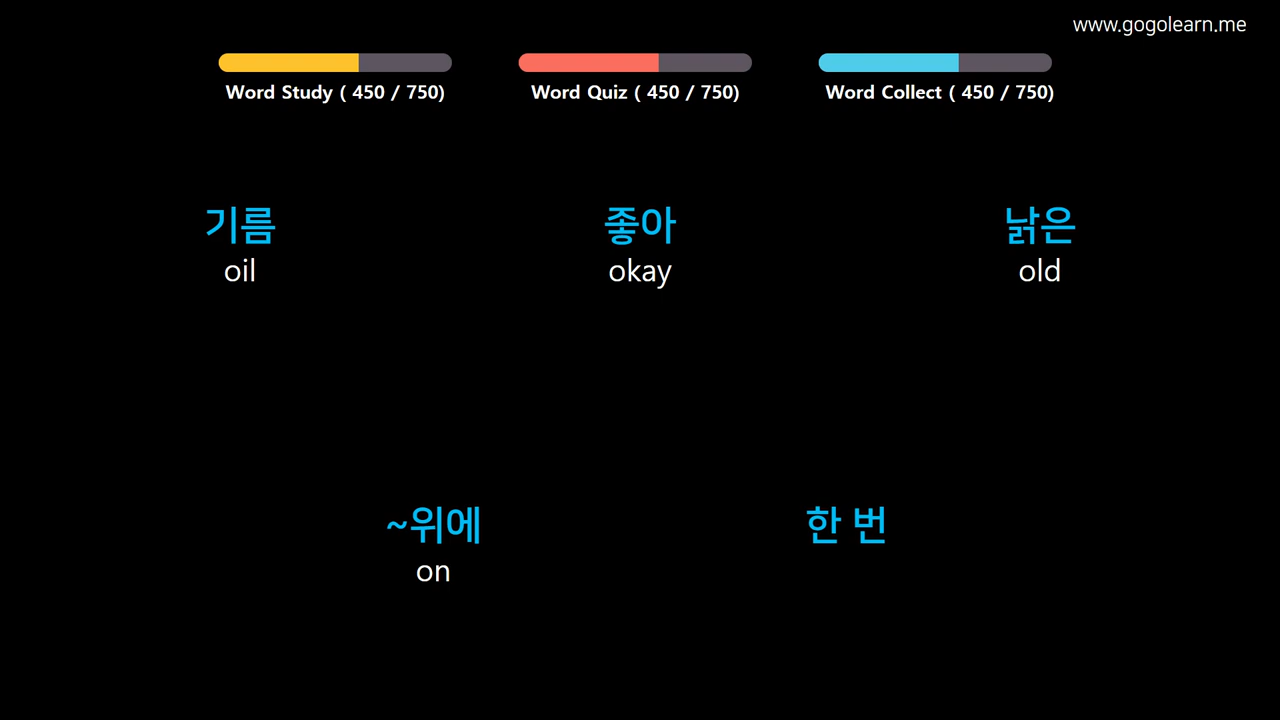 www.gogolearn.me
Word Study ( 450 / 750)
Word Quiz ( 450 / 750)
Word Collect ( 450 / 750)
기름
oil
좋아
okay
낡은
old
~위에
on
한 번